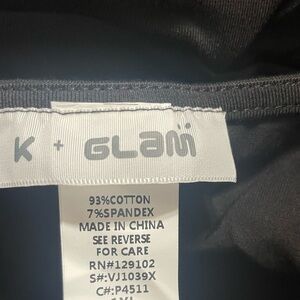 K + GLam
93%COTTON
7%SPANDEX
MADE IN CHINA
SEE REVERSE
FOR CARE
RN#129102
S#:VJ1039X
C#:P4511